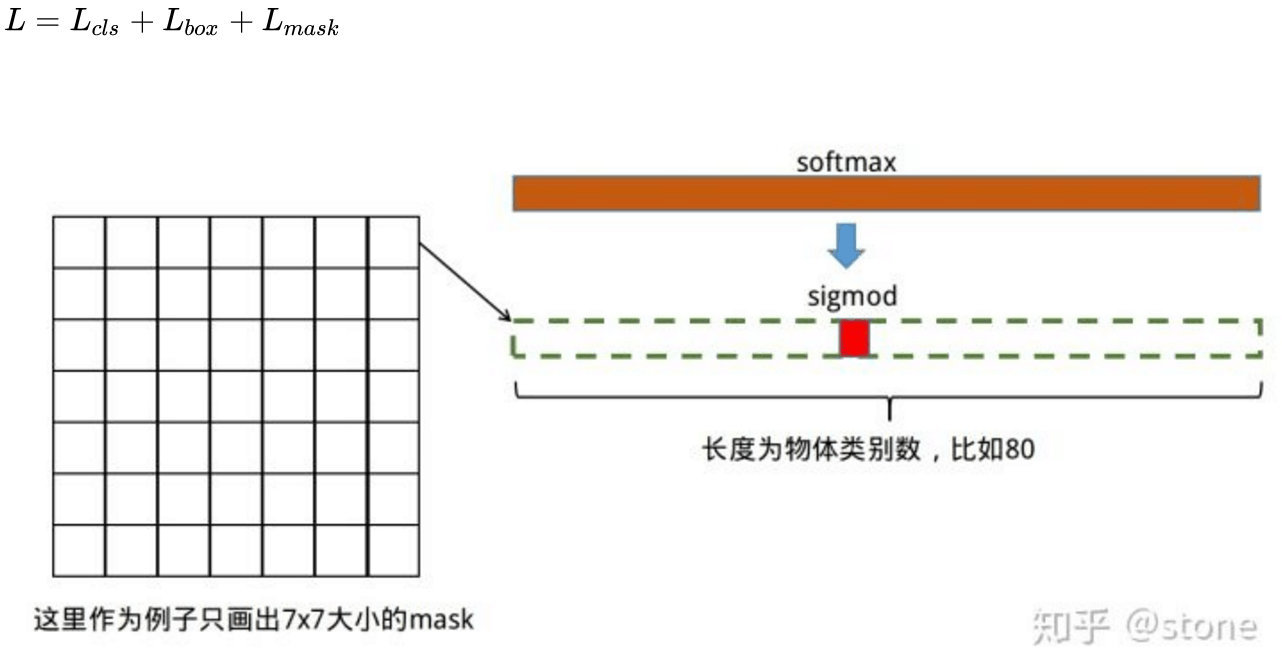 L = L_{cls} + L_{box} + L_{mask}
softmax
sigmod
长度为物体类别数，比如80
这里作为例子只画出7x7大小的mask
知乎 @stone